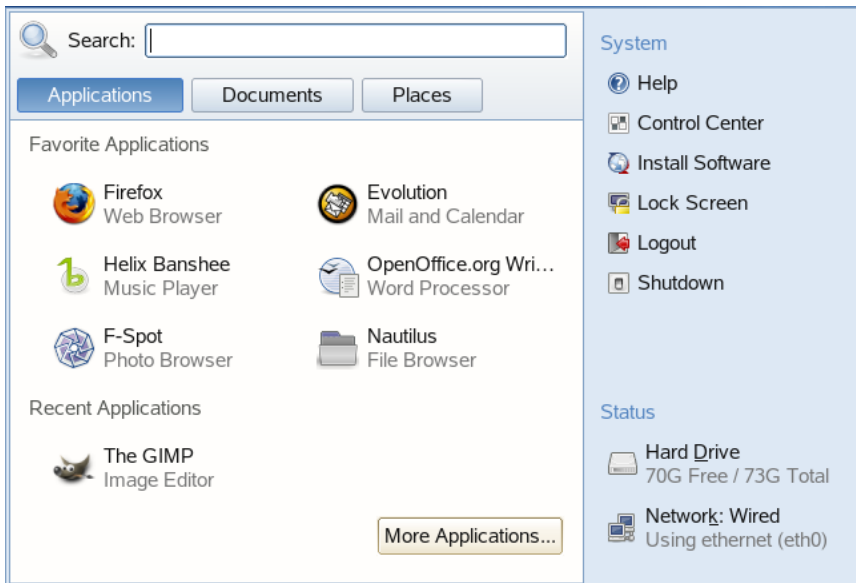 Search:
Applications
Documents
Places
Favorite Applications
Firefox
Web Browser
Evolution
Mail and Calendar
Helix Banshee
Music Player
OpenOffice.org Wri...
Word Processor
F-Spot
Photo Browser
Nautilus
File Browser
Recent Applications
The GIMP
Image Editor
More Applications...
System
Help
Control Center
Install Software
Lock Screen
Logout
Shutdown
Status
Hard Drive
70G Free / 73G Total
Network: Wired
Using ethernet (eth0)